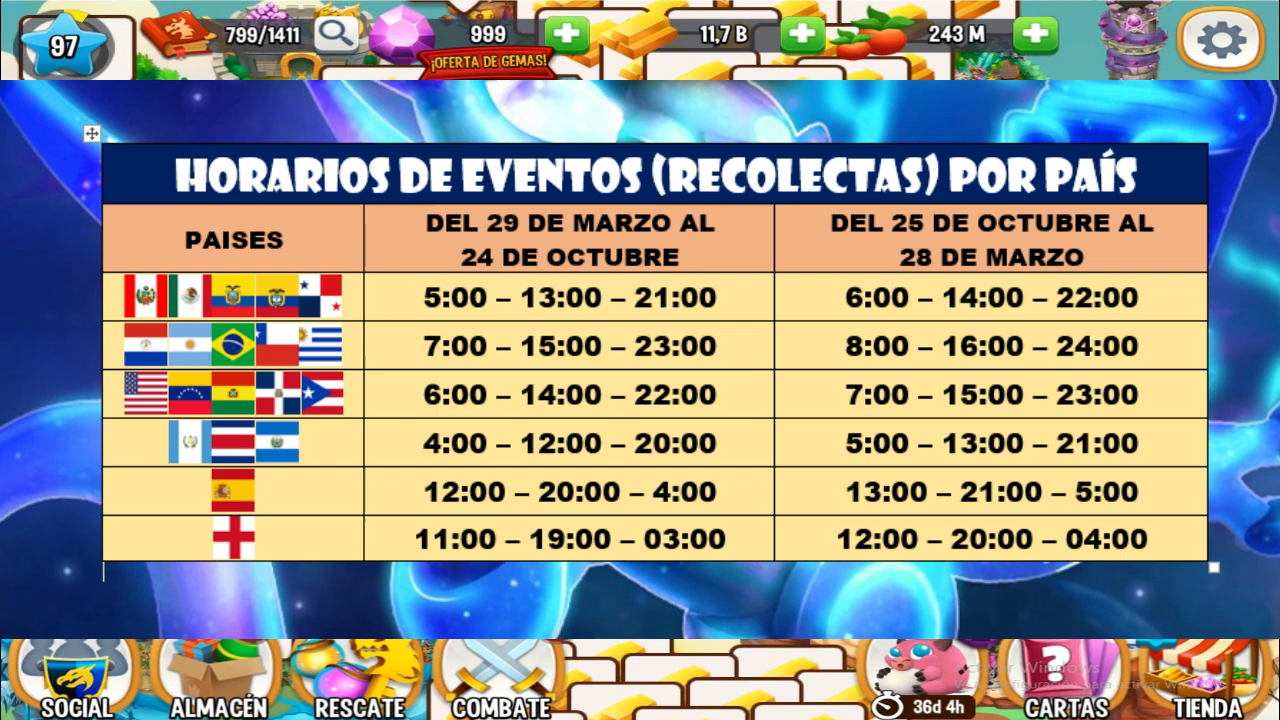 97
799/1411
999
11,7 B
243 M
¡OFERTA DE GEMAS!
HORARIOS DE EVENTOS (RECOLECTAS) POR PAÍS
PAISES
DEL 29 DE MARZO AL
24 DE OCTUBRE
DEL 25 DE OCTUBRE AL
28 DE MARZO
5:00 – 13:00 – 21:00
6:00 – 14:00 – 22:00
7:00 – 15:00 – 23:00
8:00 – 16:00 – 24:00
6:00 – 14:00 – 22:00
7:00 – 15:00 – 23:00
4:00 – 12:00 – 20:00
5:00 – 13:00 – 21:00
12:00 – 20:00 – 4:00
13:00 – 21:00 – 5:00
11:00 – 19:00 – 03:00
12:00 – 20:00 – 04:00
?
SOCIAL
ALMACÉN
RESCATE
COMBATE
36d 4h
CARTAS
TIENDA